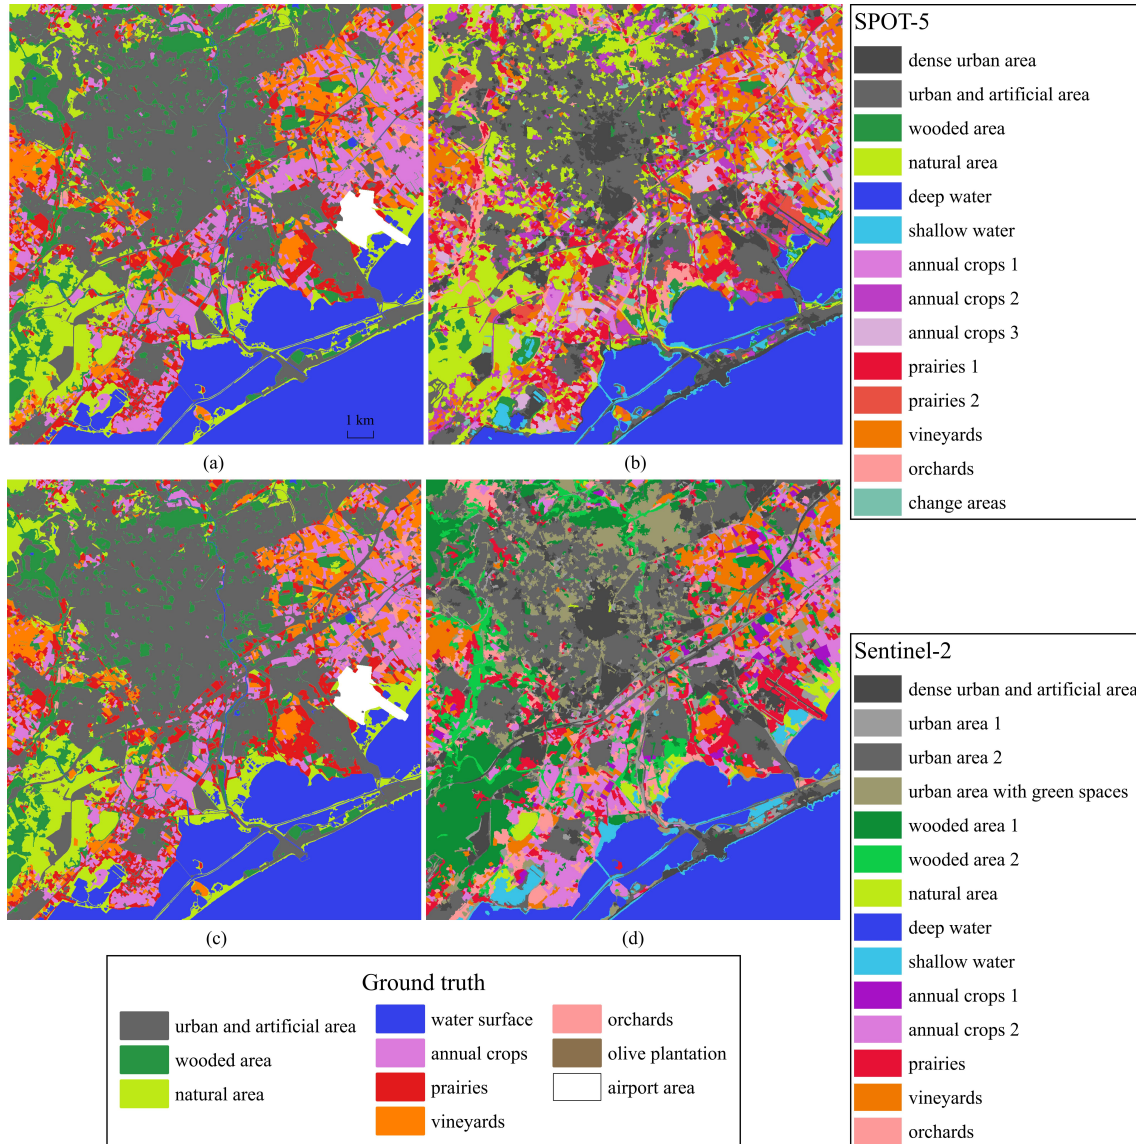 SPOT-5
dense urban area
urban and artificial area
wooded area
natural area
deep water
shallow water
annual crops 1
annual crops 2
annual crops 3
prairies 1
prairies 2
vineyards
orchards
change areas
1 km
(a)
(b)
(c)
(d)
Sentinel-2
dense urban and artificial area
urban area 1
urban area 2
urban area with green spaces
wooded area 1
wooded area 2
natural area
deep water
shallow water
annual crops 1
annual crops 2
prairies
vineyards
orchards
Ground truth
urban and artificial area
wooded area
natural area
water surface
annual crops
prairies
vineyards
orchards
olive plantation
airport area